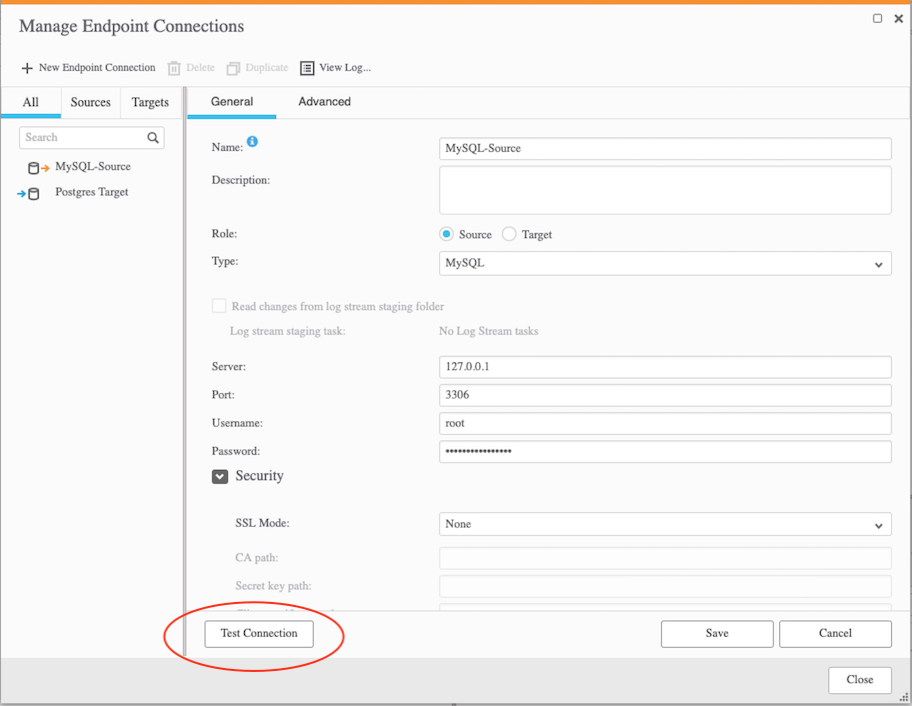 Manage Endpoint Connections
New Endpoint Connection Delete Duplicate View Log...
All Sources Targets General Advanced
Search
MySQL-Source
Postgres Target
Name: MySQL-Source
Description:
Role: Source Target
Type: MySQL
Read changes from log stream staging folder
Log stream staging task: No Log Stream tasks
Server: 127.0.0.1
Port: 3306
Username: root
Password: ••••••••••••••••
Security
SSL Mode: None
CA path:
Secret key path:
Test Connection Save Cancel
Close